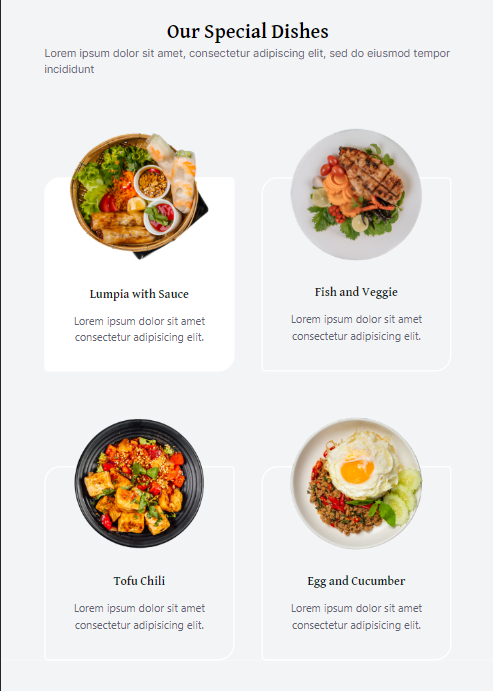 Our Special Dishes
Lorem ipsum dolor sit amet, consectetur adipiscing elit, sed do eiusmod tempor
incididunt
Lumpia with Sauce
Lorem ipsum dolor sit amet
consectetur adipisicing elit.
Fish and Veggie
Lorem ipsum dolor sit amet
consectetur adipisicing elit.
Tofu Chili
Lorem ipsum dolor sit amet
consectetur adipisicing elit.
Egg and Cucumber
Lorem ipsum dolor sit amet
consectetur adipisicing elit.